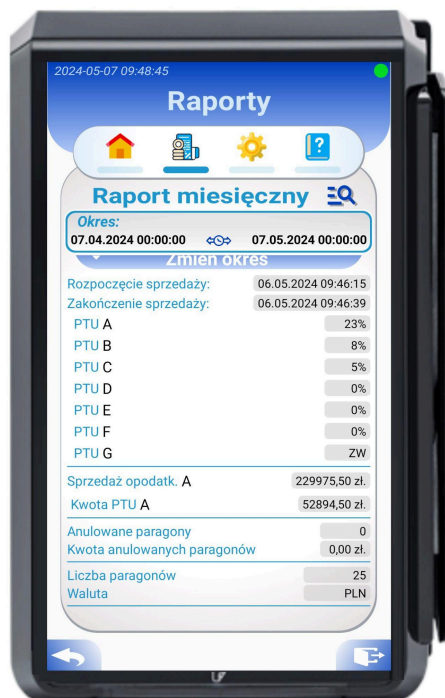 2024-05-07 09:48:45
Raporty
?
Raport miesięczny
Okres:
07.04.2024 00:00:00 07.05.2024 00:00:00
Zmień okres
Rozpoczęcie sprzedaży: 06.05.2024 09:46:15
Zakończenie sprzedaży: 06.05.2024 09:46:39
PTU A 23%
PTU B 8%
PTU C 5%
PTU D 0%
PTU E 0%
PTU F 0%
PTU G ZW
Sprzedaż opodatk. A 229975,50 zł.
Kwota PTU A 52894,50 zł.
Anulowane paragony 0
Kwota anulowanych paragonów 0,00 zł.
Liczba paragonów 25
Waluta PLN